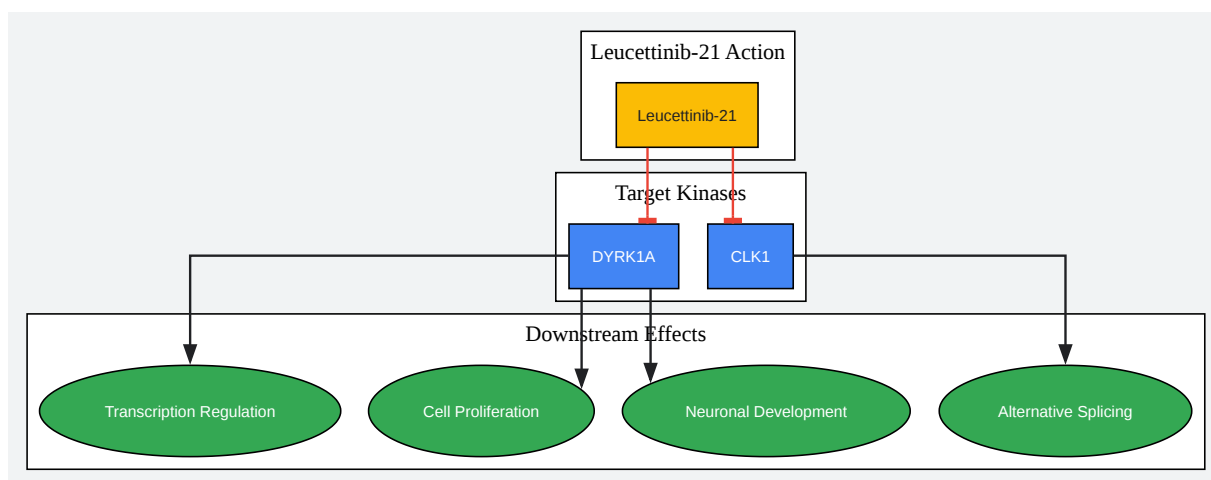 Leucettinib-21 Action
Leucettinib-21
Target Kinases
DYRK1A
CLK1
Downstream Effects
Transcription Regulation
Cell Proliferation
Neuronal Development
Alternative Splicing